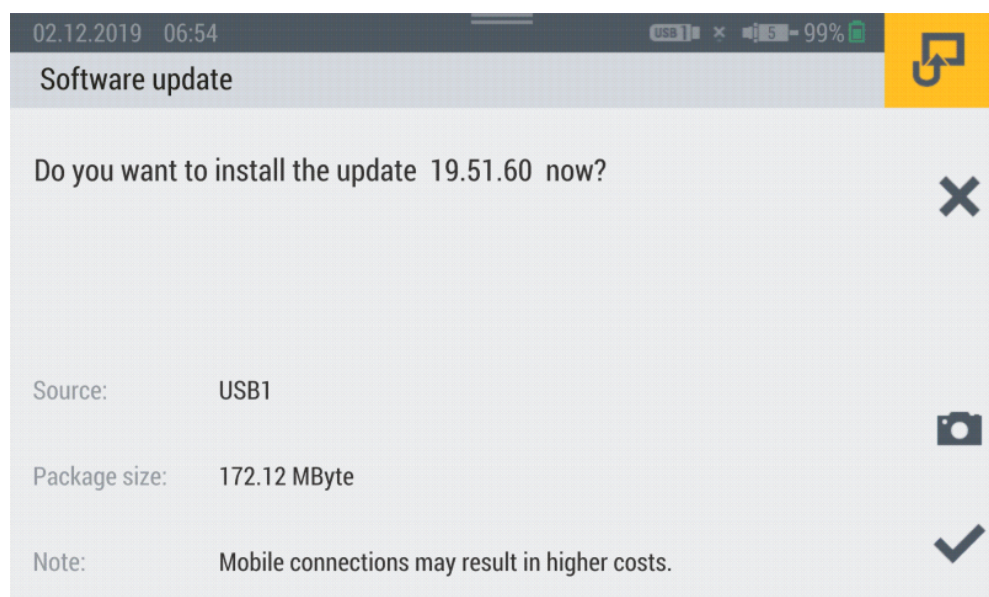 02.12.2019 06:54 USB 1 5 99%
Software update
Do you want to install the update 19.51.60 now?
Source: USB1
Package size: 172.12 MByte
Note: Mobile connections may result in higher costs.